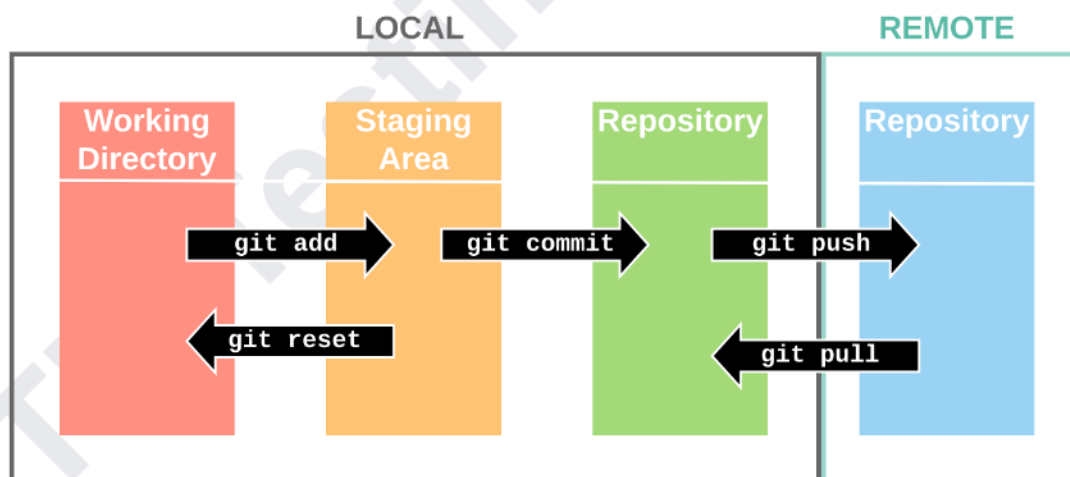 LOCAL
REMOTE
Working
Directory
Staging
Area
Repository
Repository
git add
git commit
git push
git reset
git pull